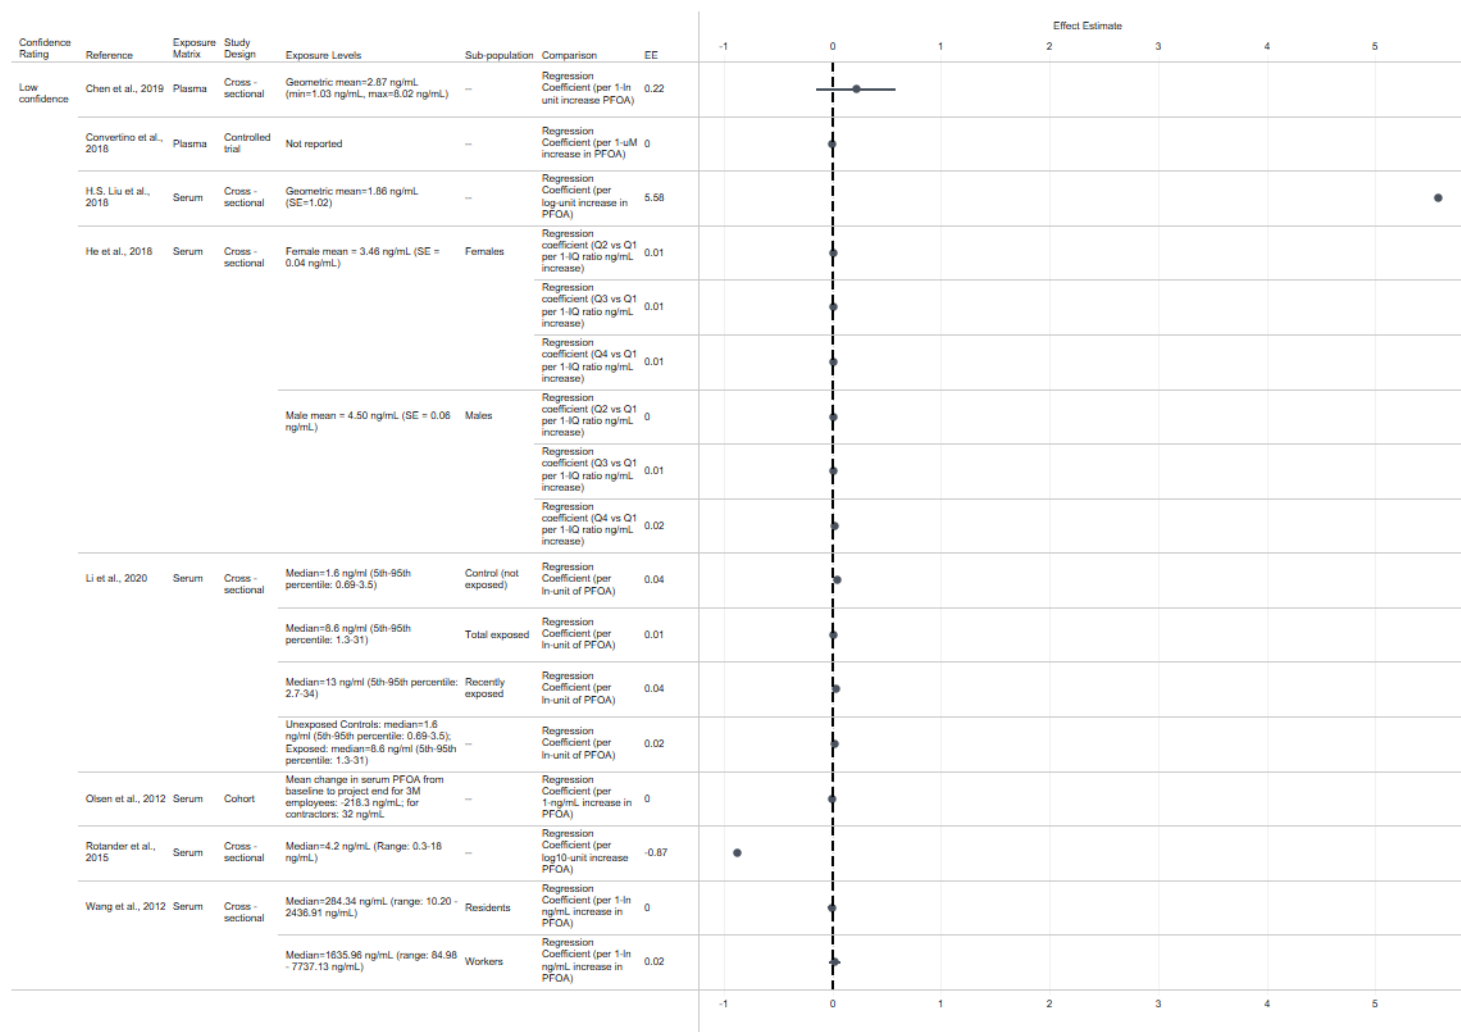 Effect Estimate
Confidence Rating
Reference
Exposure Matrix
Study Design
Exposure Levels
Sub-population
Comparison
EE
-1 0 1 2 3 4 5
Low confidence
Chen et al., 2019
Plasma
Cross - sectional
Geometric mean=2.87 ng/mL
(min=1.03 ng/mL, max=8.02 ng/mL)
--
Regression
Coefficient (per 1-ln
unit increase PFOA)
0.22
Convertino et al.,
2018
Plasma
Controlled
trial
Not reported
--
Regression
Coefficient (per 1-uM
increase in PFOA)
0
H.S. Liu et al.,
2018
Serum
Cross -
sectional
Geometric mean=1.86 ng/mL
(SE=1.02)
--
Regression
Coefficient (per
log-unit increase in
PFOA)
5.58
He et al., 2018
Serum
Cross -
sectional
Female mean = 3.46 ng/mL (SE =
0.04 ng/mL)
Females
Regression
coefficient (Q2 vs Q1
per 1-IQ ratio ng/mL
increase)
0.01
Regression
coefficient (Q3 vs Q1
per 1-IQ ratio ng/mL
increase)
0.01
Regression
coefficient (Q4 vs Q1
per 1-IQ ratio ng/mL
increase)
0.01
Male mean = 4.50 ng/mL (SE = 0.06
ng/mL)
Males
Regression
coefficient (Q2 vs Q1
per 1-IQ ratio ng/mL
increase)
0
Regression
coefficient (Q3 vs Q1
per 1-IQ ratio ng/mL
increase)
0.01
Regression
coefficient (Q4 vs Q1
per 1-IQ ratio ng/mL
increase)
0.02
Li et al., 2020
Serum
Cross -
sectional
Median=1.6 ng/ml (5th-95th
percentile: 0.69-3.5)
Control (not
exposed)
Regression
Coefficient (per
ln-unit of PFOA)
0.04
Median=8.6 ng/ml (5th-95th
percentile: 1.3-31)
Total exposed
Regression
Coefficient (per
ln-unit of PFOA)
0.01
Median=13 ng/ml (5th-95th percentile:
2.7-34)
Recently
exposed
Regression
Coefficient (per
ln-unit of PFOA)
0.04
Unexposed Controls: median=1.6
ng/ml (5th-95th percentile: 0.69-3.5);
Exposed: median=8.6 ng/ml (5th-95th
percentile: 1.3-31)
--
Regression
Coefficient (per
ln-unit of PFOA)
0.02
Olsen et al., 2012
Serum
Cohort
Mean change in serum PFOA from
baseline to project end for 3M
employees: -218.3 ng/mL; for
contractors: 32 ng/mL
--
Regression
Coefficient (per
1-ng/mL increase in
PFOA)
0
Rotander et al.,
2015
Serum
Cross -
sectional
Median=4.2 ng/mL (Range: 0.3-18
ng/mL)
--
Regression
Coefficient (per
log10-unit increase
PFOA)
-0.87
Wang et al., 2012
Serum
Cross -
sectional
Median=284.34 ng/mL (range: 10.20 -
2436.91 ng/mL)
Residents
Regression
Coefficient (per 1-ln
ng/mL increase in
PFOA)
0
Median=1635.96 ng/mL (range: 84.98
- 7737.13 ng/mL)
Workers
Regression
Coefficient (per 1-ln
ng/mL increase in
PFOA)
0.02
-1 0 1 2 3 4 5